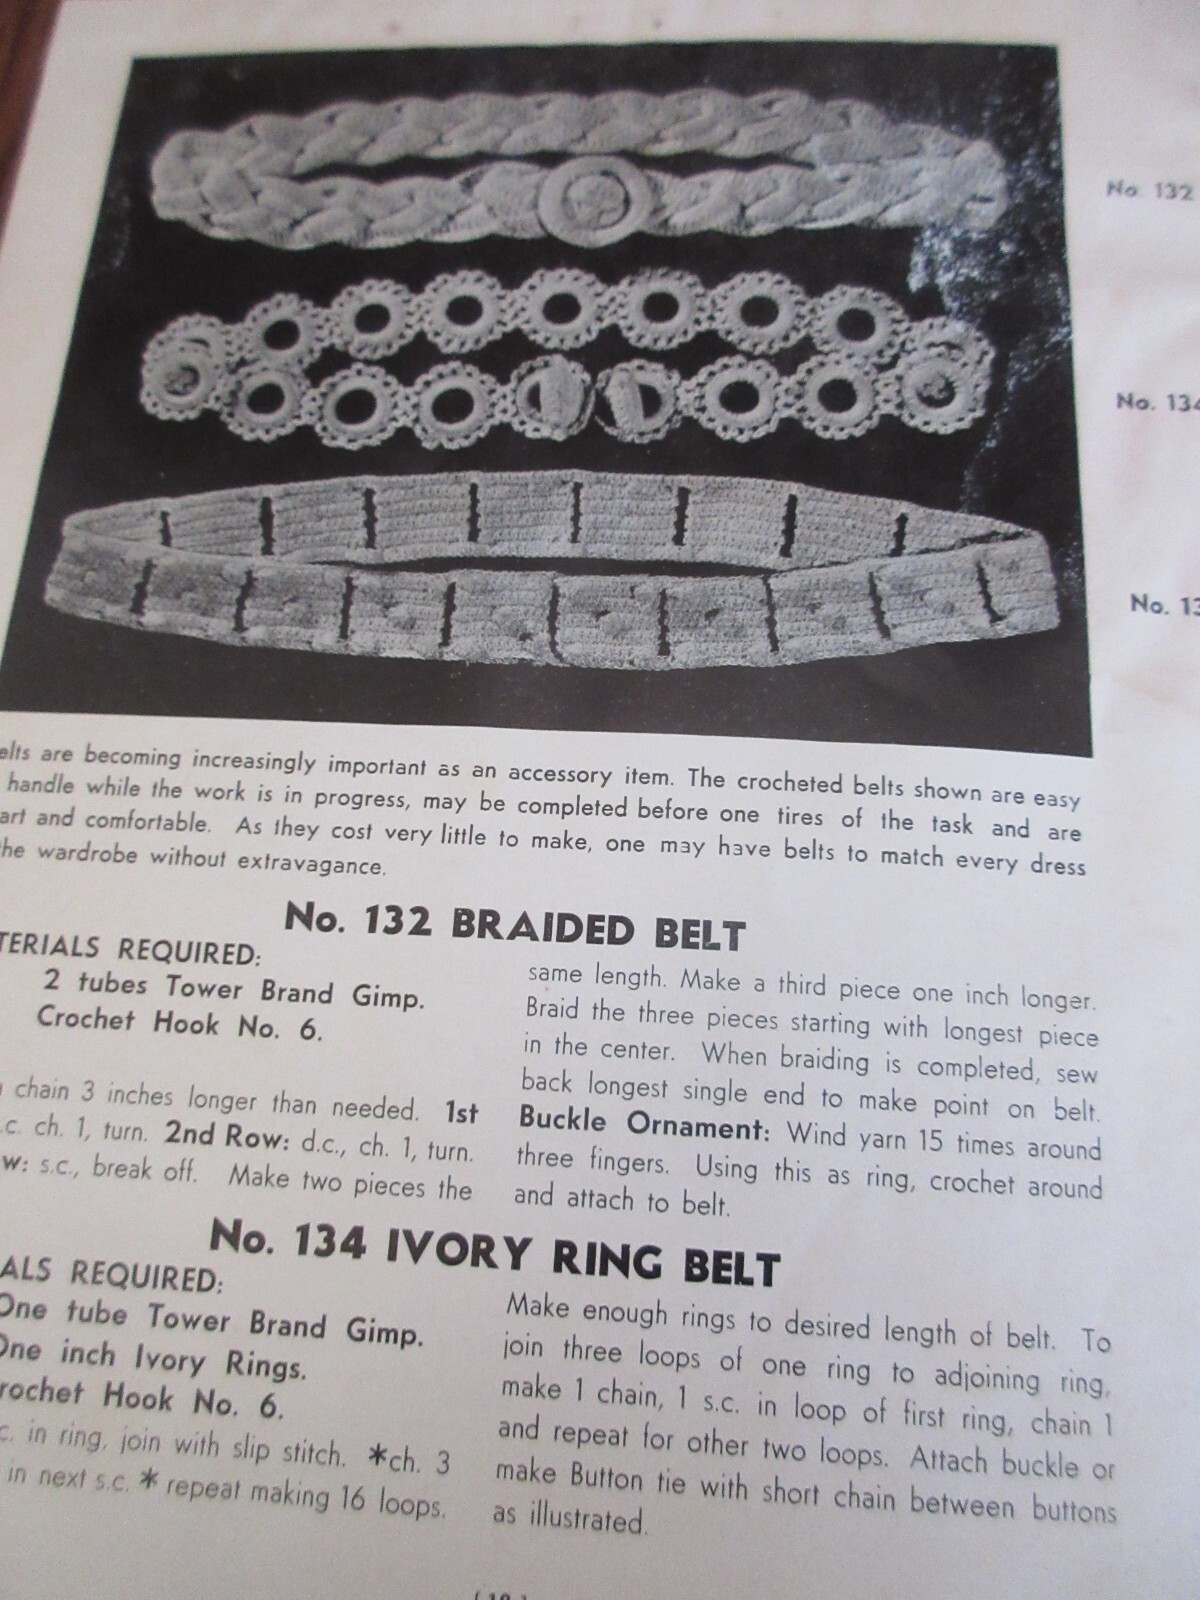 No. 132
No. 134
No. 13
elts are becoming increasingly important as an accessory item. The crocheted belts shown are easy
handle while the work is in progress, may be completed before one tires of the task and are
art and comfortable. As they cost very little to make, one may have belts to match every dress
he wardrobe without extravagance.
No. 132 BRAIDED BELT
TERIALS REQUIRED:
2 tubes Tower Brand Gimp.
Crochet Hook No. 6.
chain 3 inches longer than needed. 1st
.c. ch. 1, turn. 2nd Row: d.c., ch. 1, turn.
w: s.c., break off. Make two pieces the
same length. Make a third piece one inch longer.
Braid the three pieces starting with longest piece
in the center. When braiding is completed, sew
back longest single end to make point on belt.
Buckle Ornament: Wind yarn 15 times around
three fingers. Using this as ring, crochet around
and attach to belt.
No. 134 IVORY RING BELT
ALS REQUIRED:
One tube Tower Brand Gimp.
One inch Ivory Rings.
rochet Hook No. 6.
c. in ring, join with slip stitch. *ch. 3
in next s.c. * repeat making 16 loops.
Make enough rings to desired length of belt. To
join three loops of one ring to adjoining ring,
make 1 chain, 1 s.c. in loop of first ring, chain 1
and repeat for other two loops. Attach buckle or
make Button tie with short chain between buttons
as illustrated.